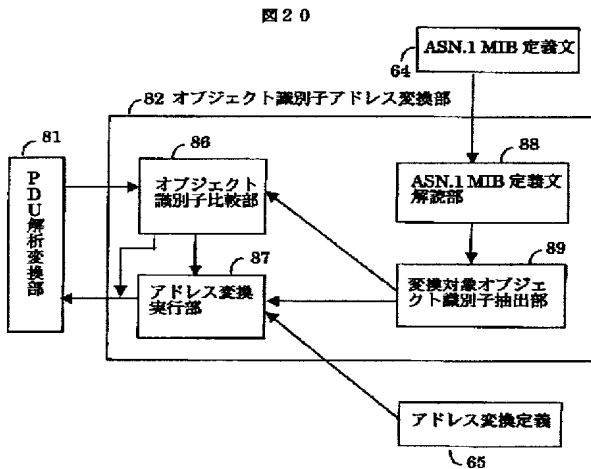 図20
ASN.1 MIB 定義文
64
82 オブジェクト識別子アドレス変換部
81
PDU解析変換部
86
オブジェクト
識別子比較部
88
ASN.1 MIB 定義文
解読部
87
アドレス変換
実行部
89
変換対象オブジェ
クト識別子抽出部
アドレス変換定義
65